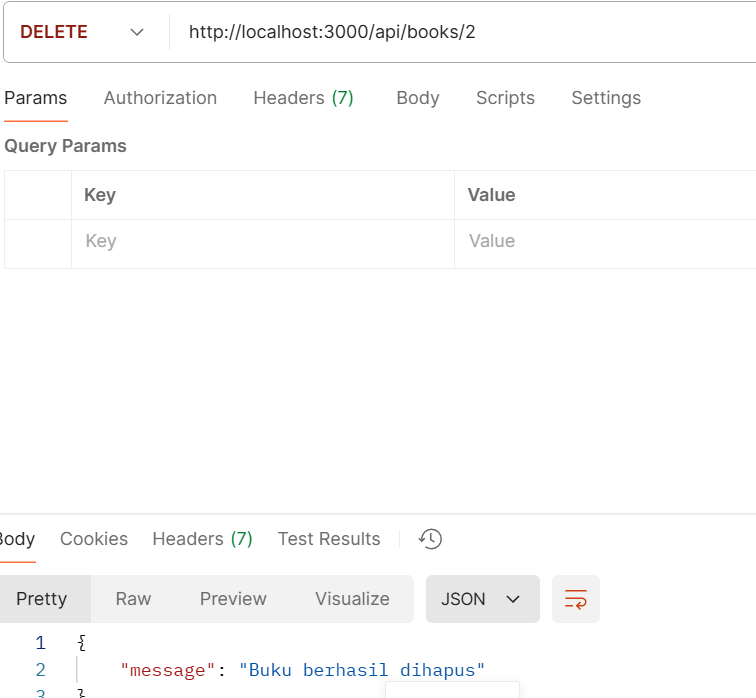 DELETE http://localhost:3000/api/books/2
Params Authorization Headers (7) Body Scripts Settings
Query Params
Key Value
Key Value
Body Cookies Headers (7) Test Results
Pretty Raw Preview Visualize JSON
1 {
2 "message": "Buku berhasil dihapus"
3 }